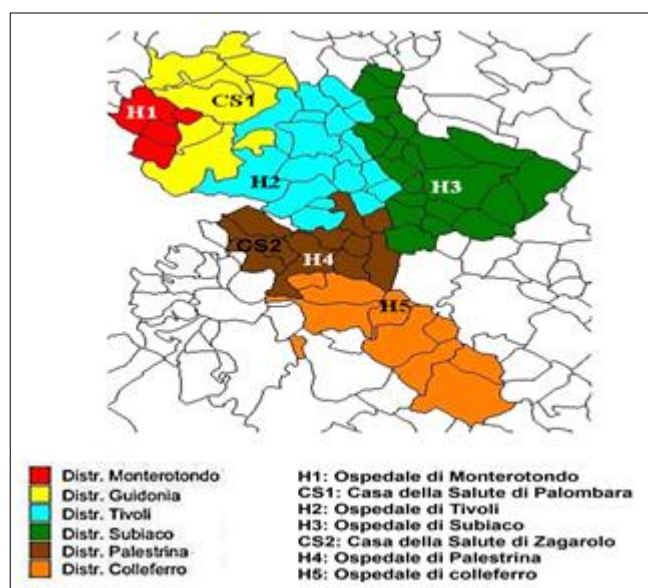 CS1
H1
H2
H3
CS2
H4
H5
Distr. Monterotondo
Distr. Guidonia
Distr. Tivoli
Distr. Subiaco
Distr. Palestrina
Distr. Colleferro
H1: Ospedale di Monterotondo
CS1: Casa della Salute di Palombara
H2: Ospedale di Tivoli
H3: Ospedale di Subiaco
CS2: Casa della Salute di Zagarolo
H4: Ospedale di Palestrina
H5: Ospedale di colleferro